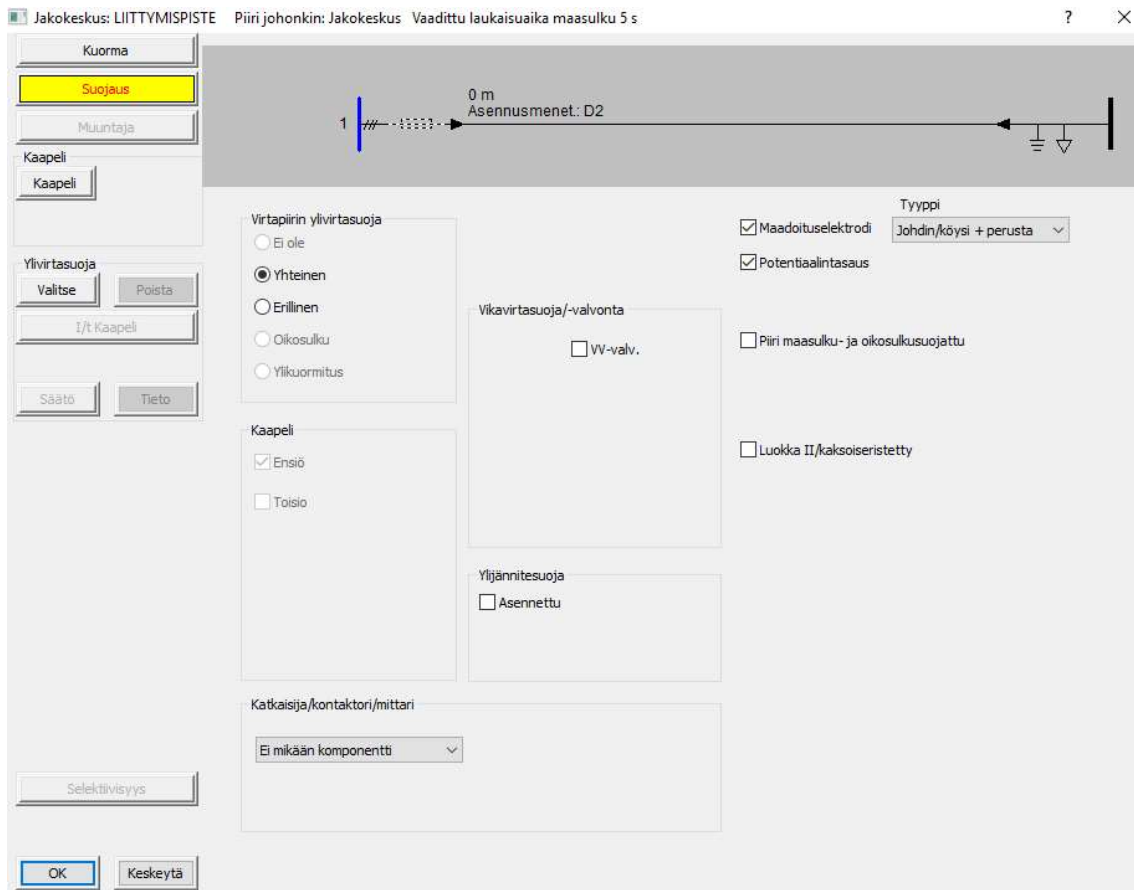 Jakokeskus: LIITTYMISPISTE Piiri johonkin: Jakokeskus Vaadittu laukaisuaika maasulku 5 s ?
Kuorma
Suojaus
Muuntaja
Kaapeli
Kaapeli
Ylivirtasuoja
Valitse Poista
I/t Kaapeli
Säätö Tieto
Selektiivisyys
OK Keskeytä
1
0 m
Asennusmenet.: D2
Virtapiirin ylivirtasuoja
Ei ole
Yhteinen
Erillinen
Oikosulku
Ylikuormitus
Kaapeli
Ensiö
Toisio
Vikavirtasuoja/-valvonta
VV-valv.
Ylijännitesuoja
Asennettu
Katkaisija/kontaktori/mittari
Ei mikään komponentti
Tyyppi
Maadoituselektrodi Johdin/köysi + perusta
Potentiaalintasaus
Piiri maasulku- ja oikosulkusuojattu
Luokka II/kaksoiseristetty